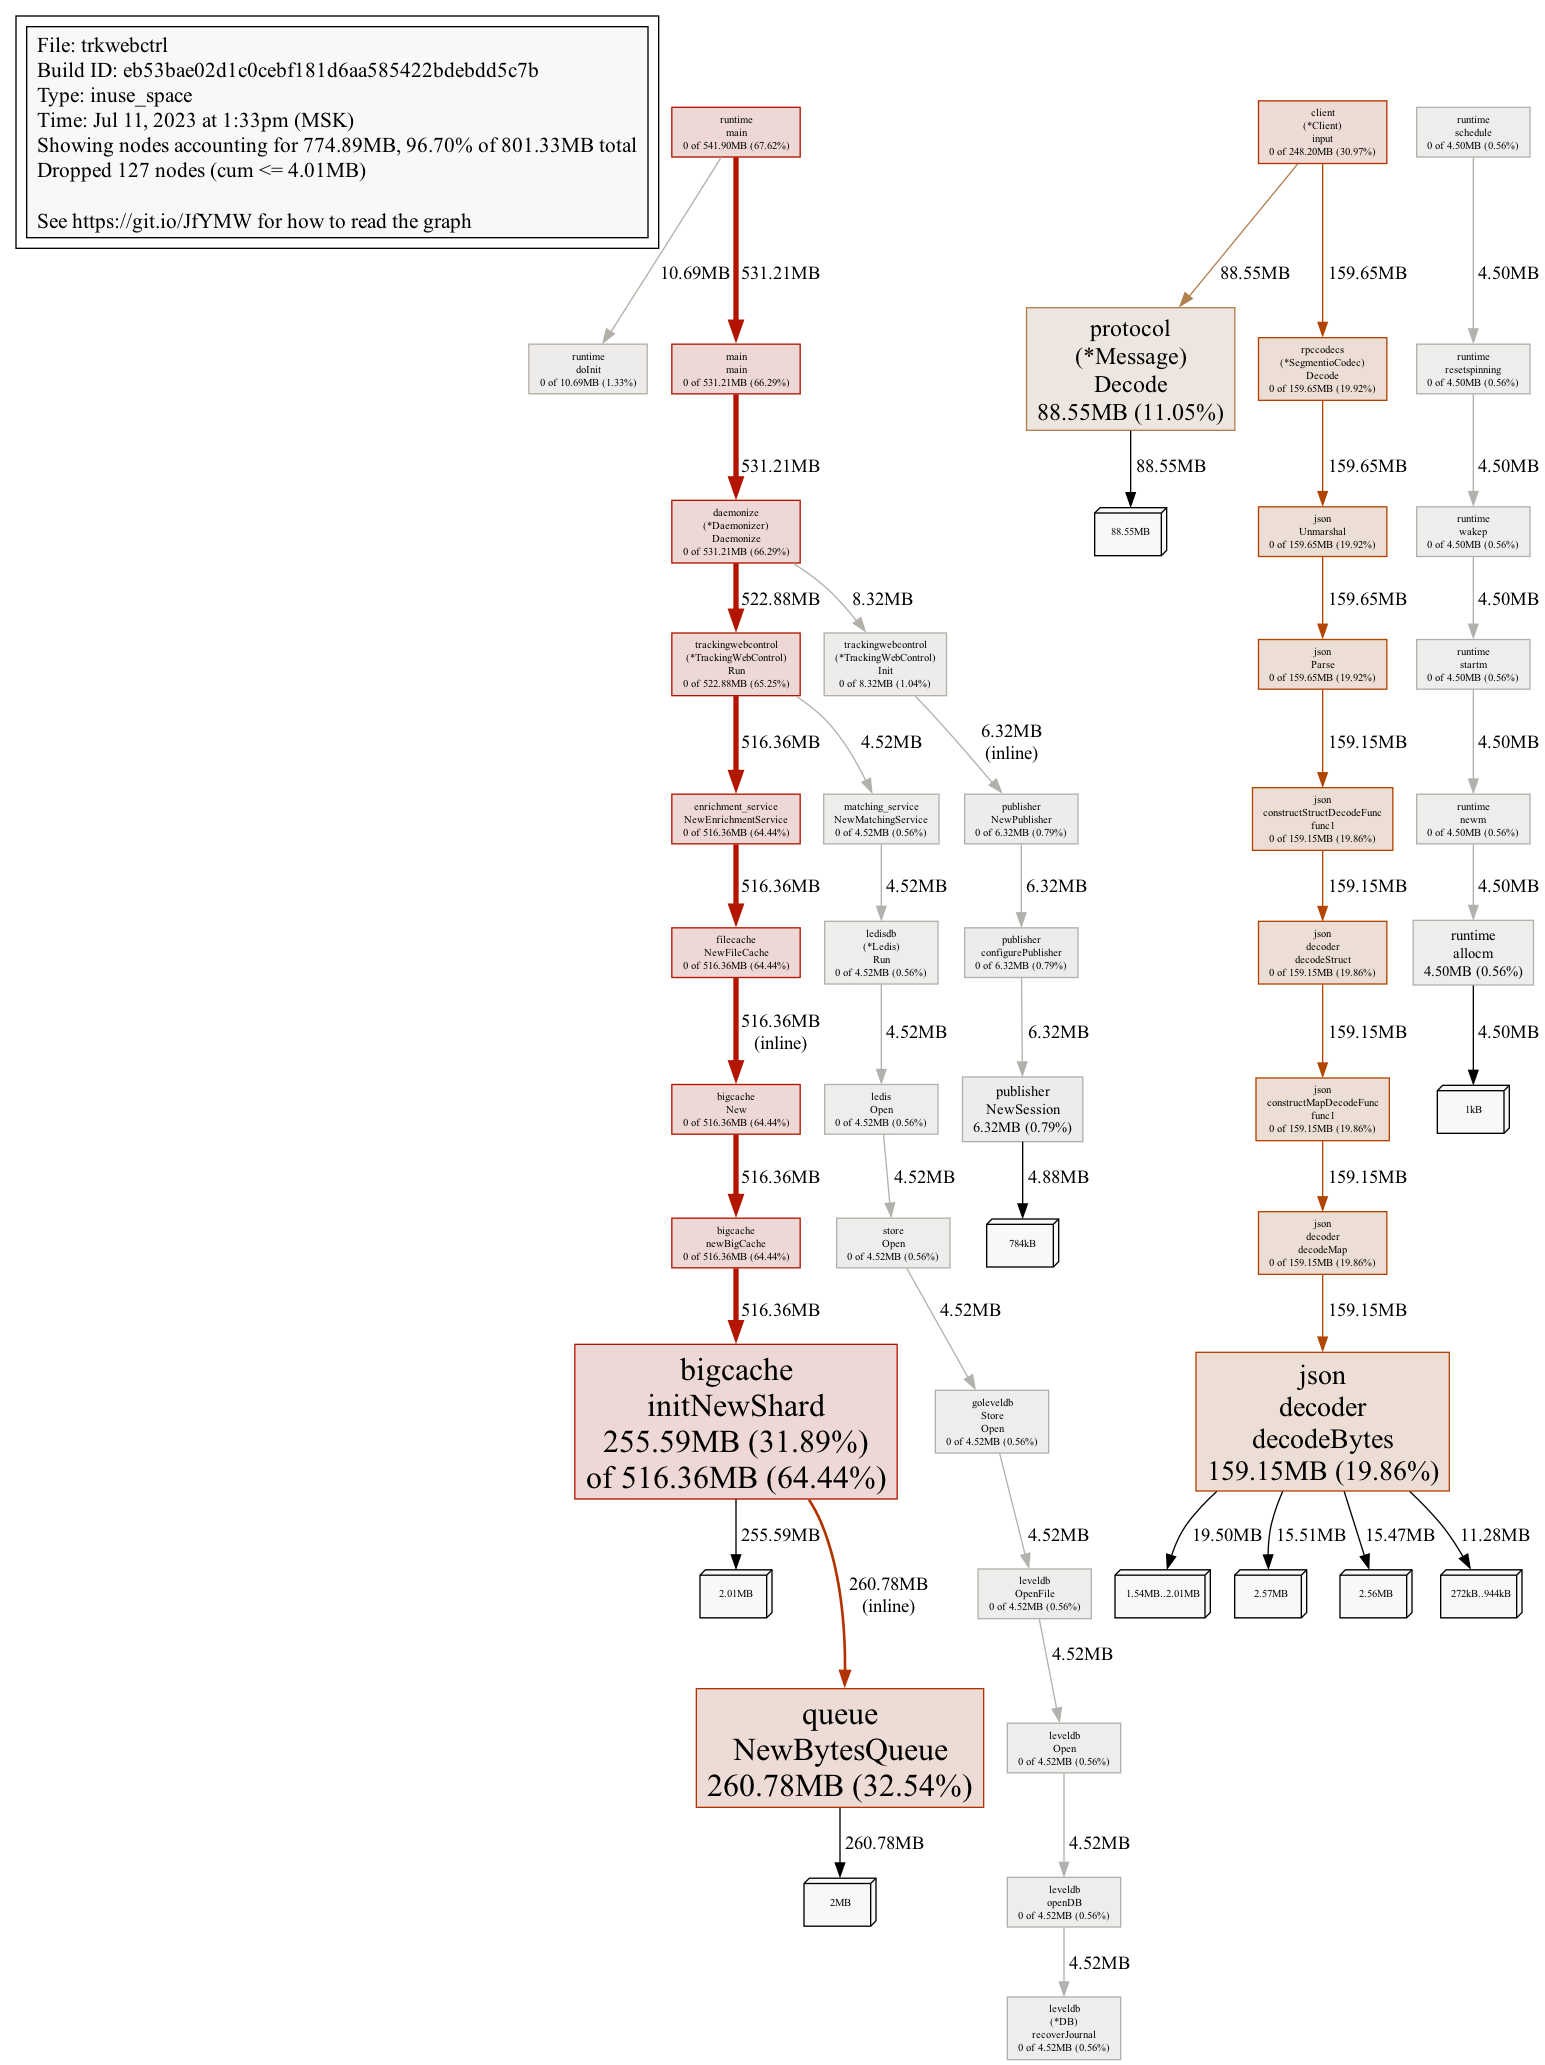 File: trkwebctrl
Build ID: eb53bae02d1c0cebf181d6aa585422bdebdd5c7b
Type: inuse_space
Time: Jul 11, 2023 at 1:33pm (MSK)
Showing nodes accounting for 774.89MB, 96.70% of 801.33MB total
Dropped 127 nodes (cum <= 4.01MB)
See https://git.io/JfYMW for how to read the graph
runtime
main
0 of 541.90MB (67.62%)
client
(*Client)
input
0 of 248.20MB (30.97%)
runtime
schedule
0 of 4.50MB (0.56%)
10.69MB
531.21MB
88.55MB
159.65MB
4.50MB
runtime
doInit
0 of 10.69MB (1.33%)
main
main
0 of 531.21MB (66.29%)
protocol
(*Message)
Decode
88.55MB (11.05%)
rpccodecs
(*SegmentioCodec)
Decode
0 of 159.65MB (19.92%)
runtime
resetspinning
0 of 4.50MB (0.56%)
531.21MB
88.55MB
159.65MB
4.50MB
daemonize
(*Daemonizer)
Daemonize
0 of 531.21MB (66.29%)
88.55MB
json
Unmarshal
0 of 159.65MB (19.92%)
runtime
wakep
0 of 4.50MB (0.56%)
522.88MB
8.32MB
159.65MB
4.50MB
trackingwebcontrol
(*TrackingWebControl)
Run
0 of 522.88MB (65.25%)
trackingwebcontrol
(*TrackingWebControl)
Init
0 of 8.32MB (1.04%)
json
Parse
0 of 159.65MB (19.92%)
runtime
startm
0 of 4.50MB (0.56%)
516.36MB
4.52MB
6.32MB
(inline)
159.15MB
4.50MB
enrichment_service
NewEnrichmentService
0 of 516.36MB (64.44%)
matching_service
NewMatchingService
0 of 4.52MB (0.56%)
publisher
NewPublisher
0 of 6.32MB (0.79%)
json
constructStructDecodeFunc
func1
0 of 159.15MB (19.86%)
runtime
newm
0 of 4.50MB (0.56%)
516.36MB
4.52MB
6.32MB
159.15MB
4.50MB
filecache
NewFileCache
0 of 516.36MB (64.44%)
ledisdb
(*Ledis)
Run
0 of 4.52MB (0.56%)
publisher
configurePublisher
0 of 6.32MB (0.79%)
json
decoder
decodeStruct
0 of 159.15MB (19.86%)
runtime
allocm
4.50MB (0.56%)
516.36MB
(inline)
4.52MB
6.32MB
159.15MB
4.50MB
bigcache
New
0 of 516.36MB (64.44%)
ledis
Open
0 of 4.52MB (0.56%)
publisher
NewSession
6.32MB (0.79%)
json
constructMapDecodeFunc
func1
0 of 159.15MB (19.86%)
1kB
516.36MB
4.52MB
4.88MB
159.15MB
bigcache
newBigCache
0 of 516.36MB (64.44%)
store
Open
0 of 4.52MB (0.56%)
784kB
json
decoder
decodeMap
0 of 159.15MB (19.86%)
516.36MB
4.52MB
159.15MB
bigcache
initNewShard
255.59MB (31.89%)
of 516.36MB (64.44%)
goleveldb
Store
Open
0 of 4.52MB (0.56%)
json
decoder
decodeBytes
159.15MB (19.86%)
255.59MB
4.52MB
19.50MB
15.51MB
15.47MB
11.28MB
2.01MB
260.78MB
(inline)
leveldb
OpenFile
0 of 4.52MB (0.56%)
1.54MB..2.01MB
2.57MB
2.56MB
272kB..944kB
4.52MB
queue
NewBytesQueue
260.78MB (32.54%)
leveldb
Open
0 of 4.52MB (0.56%)
260.78MB
4.52MB
2MB
leveldb
openDB
0 of 4.52MB (0.56%)
4.52MB
leveldb
(*DB)
recoverJournal
0 of 4.52MB (0.56%)